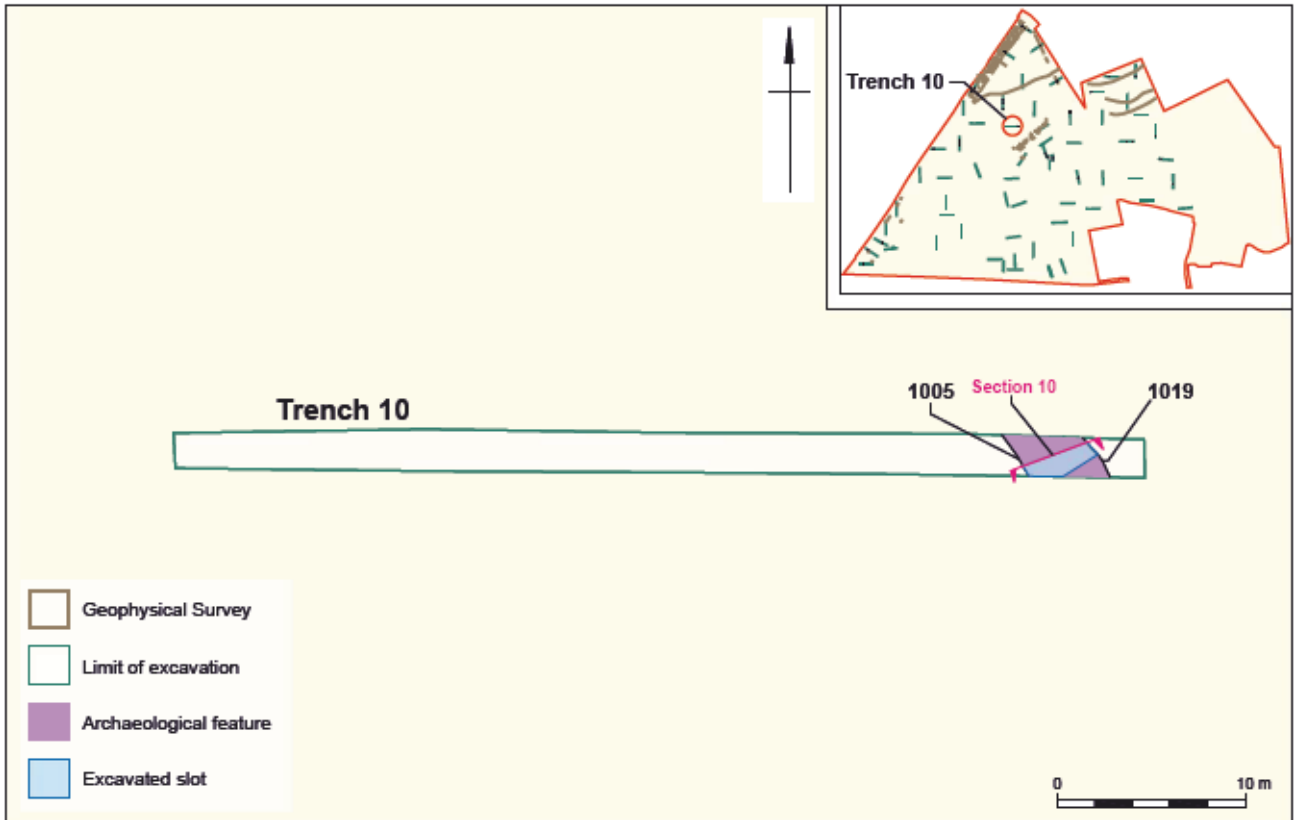 Trench 10
1005
Section 10
1019
Trench 10
Geophysical Survey
Limit of excavation
Archaeological feature
Excavated slot
0
10 m